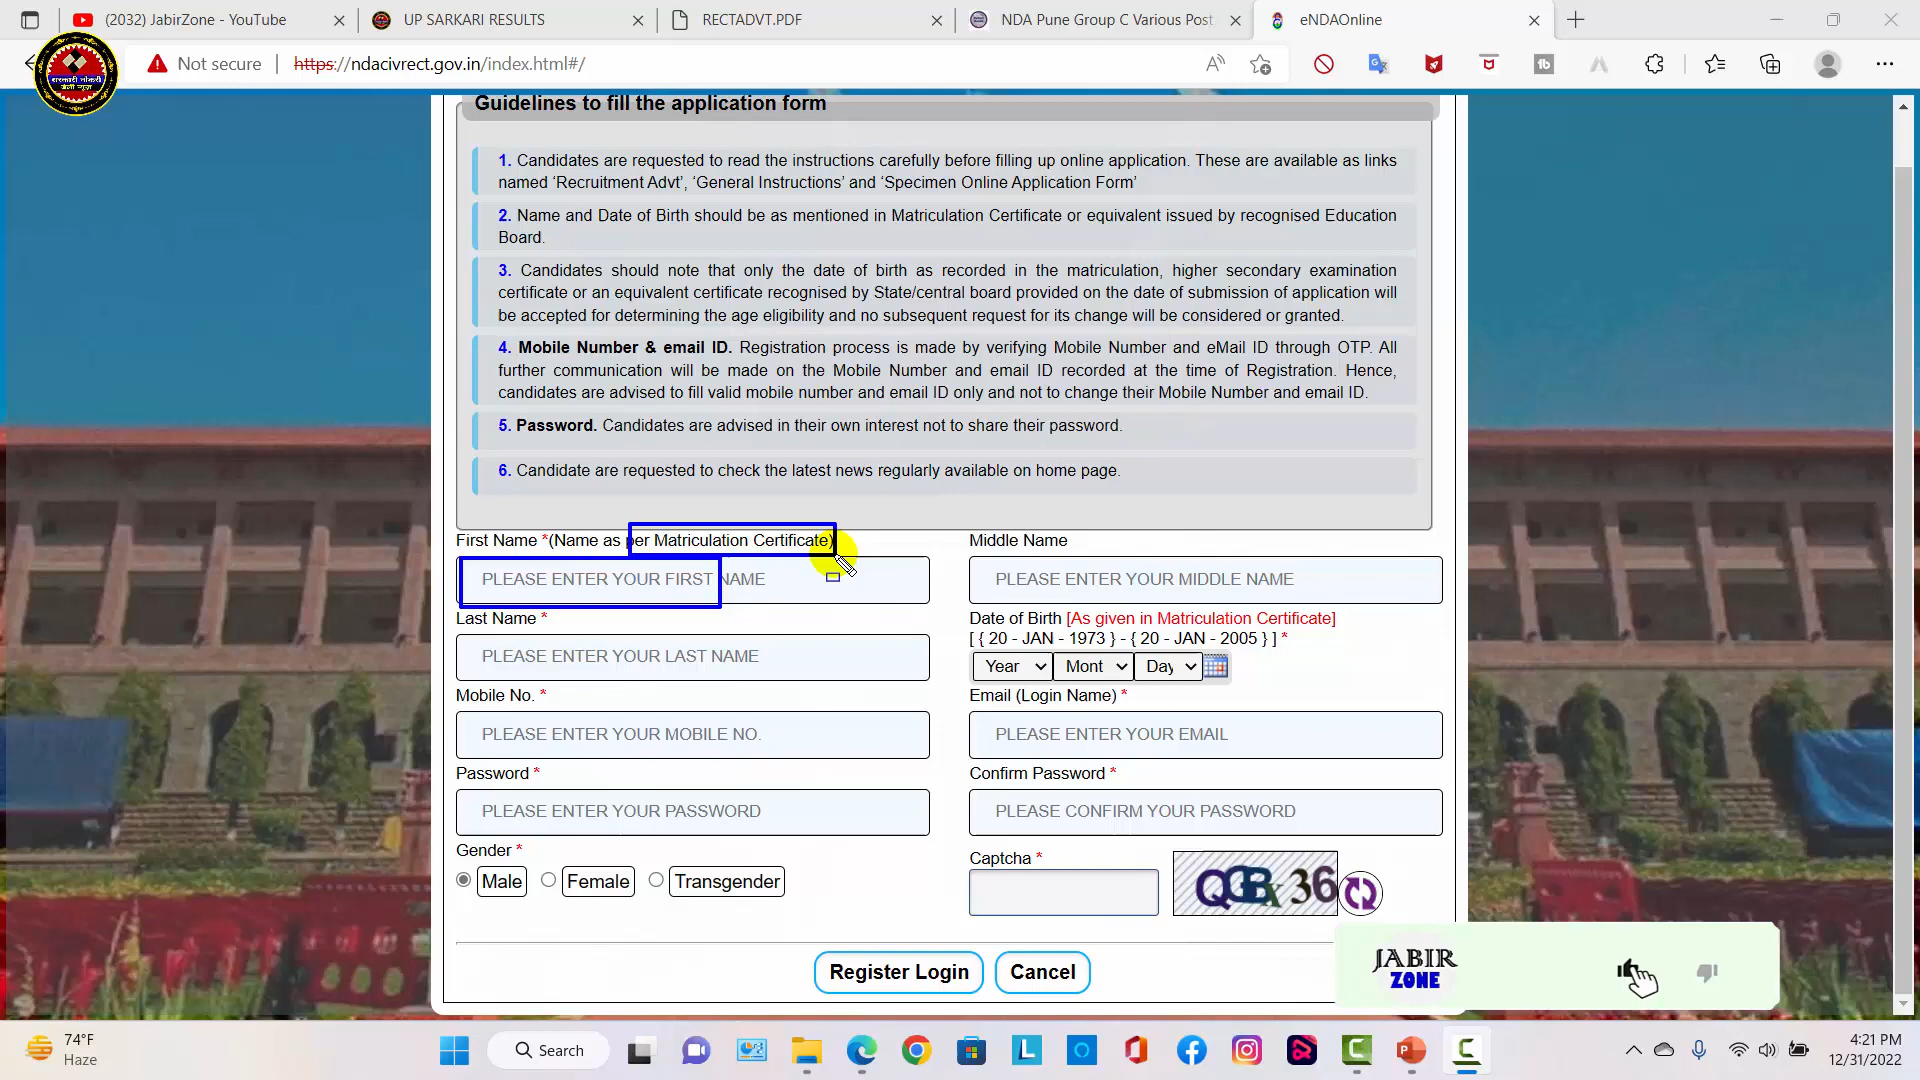 (2032) JabirZone - YouTube
UP SARKARI RESULTS
RECTADVT.PDF
NDA Pune Group C Various Post
eNDAOnline
Not secure
https://ndacivrect.gov.in/index.html#/
सरकारी नौकरी
Guidelines to fill the application form
1. Candidates are requested to read the instructions carefully before filling up online application. These are available as links
named ‘Recruitment Advt’, ‘General Instructions’ and ‘Specimen Online Application Form’
2. Name and Date of Birth should be as mentioned in Matriculation Certificate or equivalent issued by recognised Education
Board.
3. Candidates should note that only the date of birth as recorded in the matriculation, higher secondary examination
certificate or an equivalent certificate recognised by State/central board provided on the date of submission of application will
be accepted for determining the age eligibility and no subsequent request for its change will be considered or granted.
4. Mobile Number & email ID. Registration process is made by verifying Mobile Number and eMail ID through OTP. All
further communication will be made on the Mobile Number and email ID recorded at the time of Registration. Hence,
candidates are advised to fill valid mobile number and email ID only and not to change their Mobile Number and email ID.
5. Password. Candidates are advised in their own interest not to share their password.
6. Candidate are requested to check the latest news regularly available on home page.
First Name *(Name as per Matriculation Certificate)
Middle Name
PLEASE ENTER YOUR FIRST NAME
PLEASE ENTER YOUR MIDDLE NAME
Last Name *
Date of Birth [As given in Matriculation Certificate]
[ { 20 - JAN - 1973 } - { 20 - JAN - 2005 } ] *
PLEASE ENTER YOUR LAST NAME
Year Mont Day
Mobile No. *
Email (Login Name) *
PLEASE ENTER YOUR MOBILE NO.
PLEASE ENTER YOUR EMAIL
Password *
Confirm Password *
PLEASE ENTER YOUR PASSWORD
PLEASE CONFIRM YOUR PASSWORD
Gender *
Captcha *
Male Female Transgender
QGBx36
Register Login
Cancel
JABIR
ZONE
74°F
Haze
Search
4:21 PM
12/31/2022